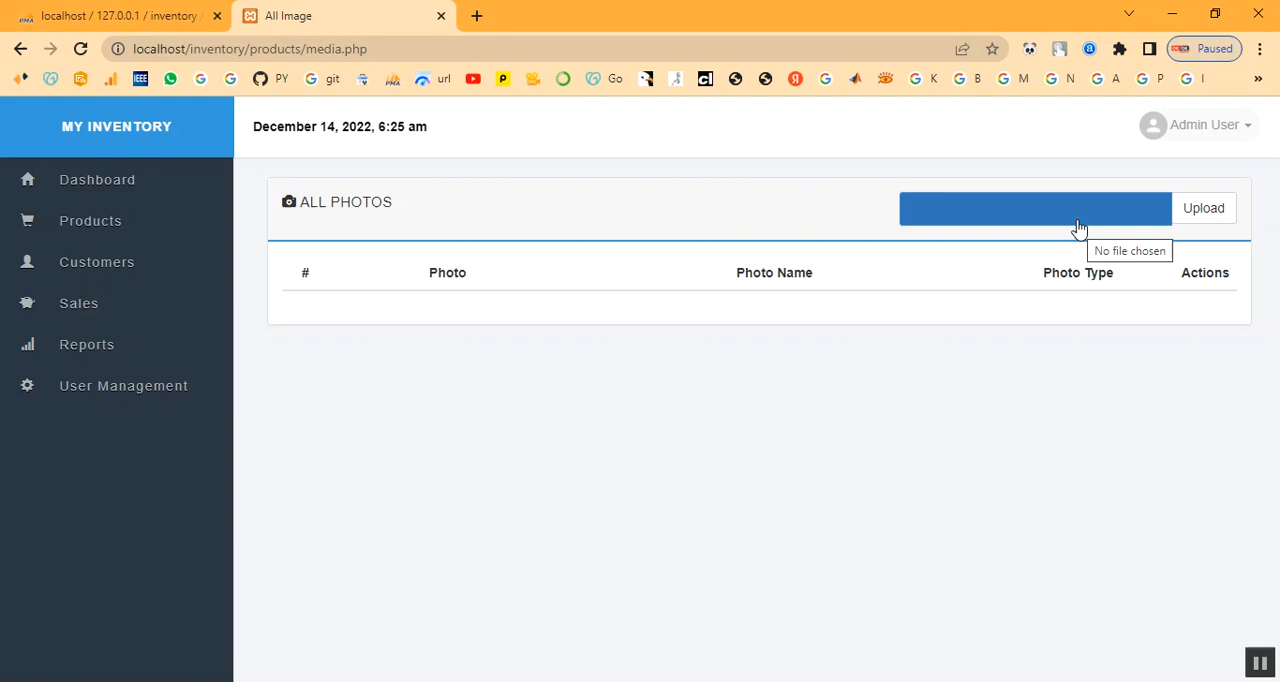 localhost / 127.0.0.1 / inventory
All Image
localhost/inventory/products/media.php
Paused
IEEE
PY
git
url
Go
K
B
M
N
A
P
I
MY INVENTORY
December 14, 2022, 6:25 am
Admin User
Dashboard
Products
Customers
Sales
Reports
User Management
ALL PHOTOS
Upload
No file chosen
# Photo Photo Name Photo Type Actions